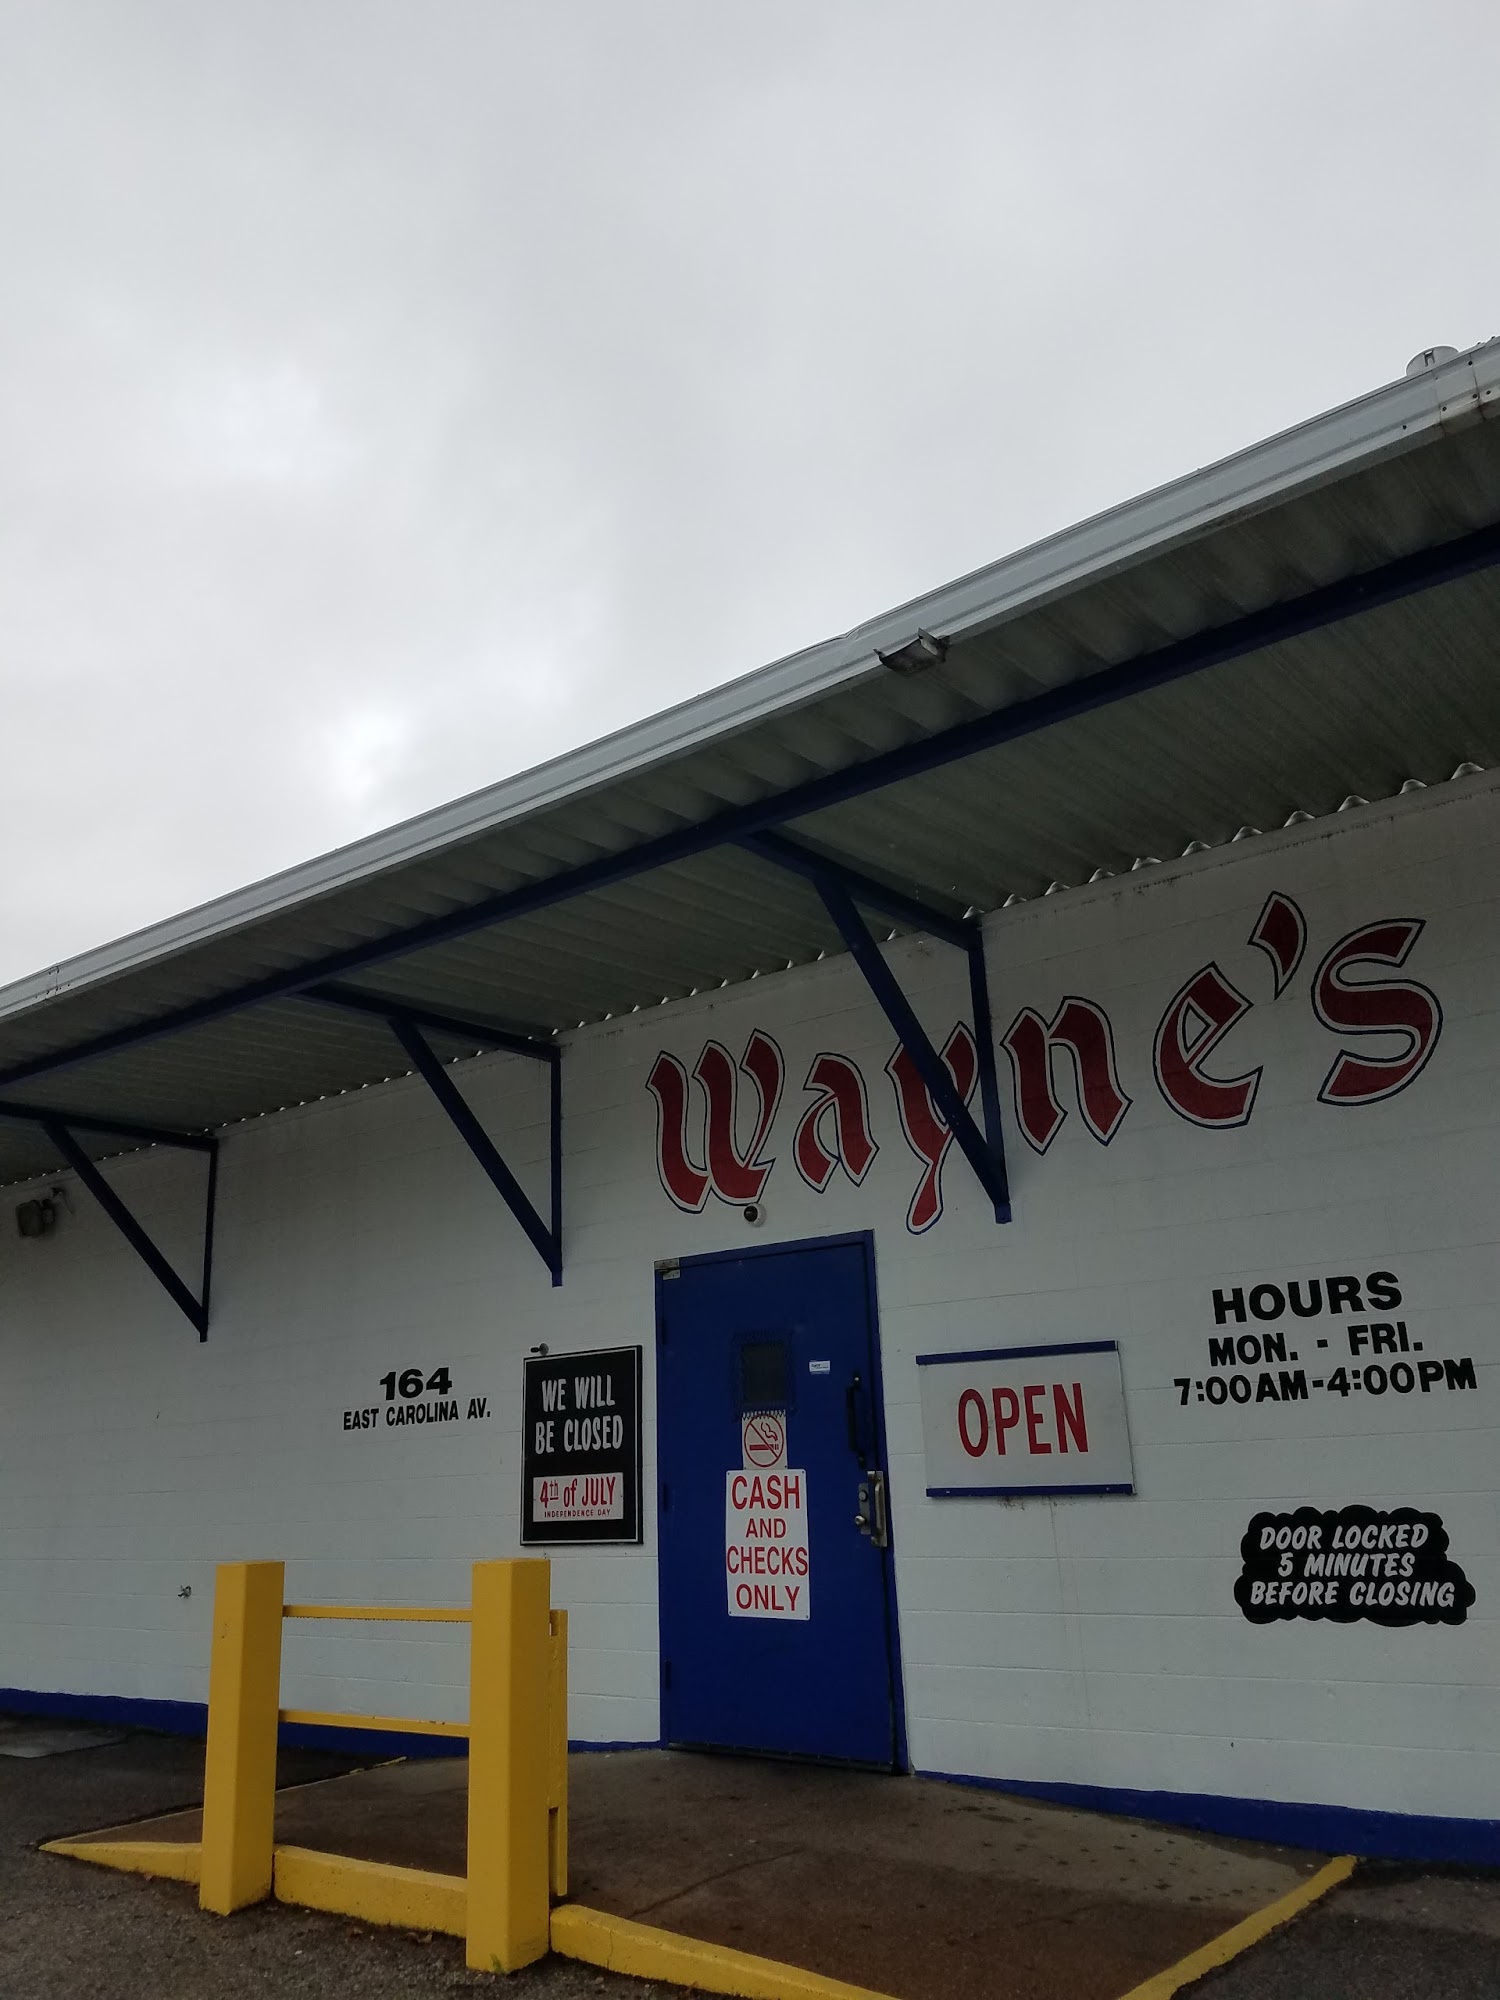 Wayne's
164
EAST CAROLINA AV.
WE WILL
BE CLOSED
4th of JULY
INDEPENDENCE DAY
CASH
AND
CHECKS
ONLY
OPEN
HOURS
MON. - FRI.
7:00AM-4:00PM
DOOR LOCKED
5 MINUTES
BEFORE CLOSING